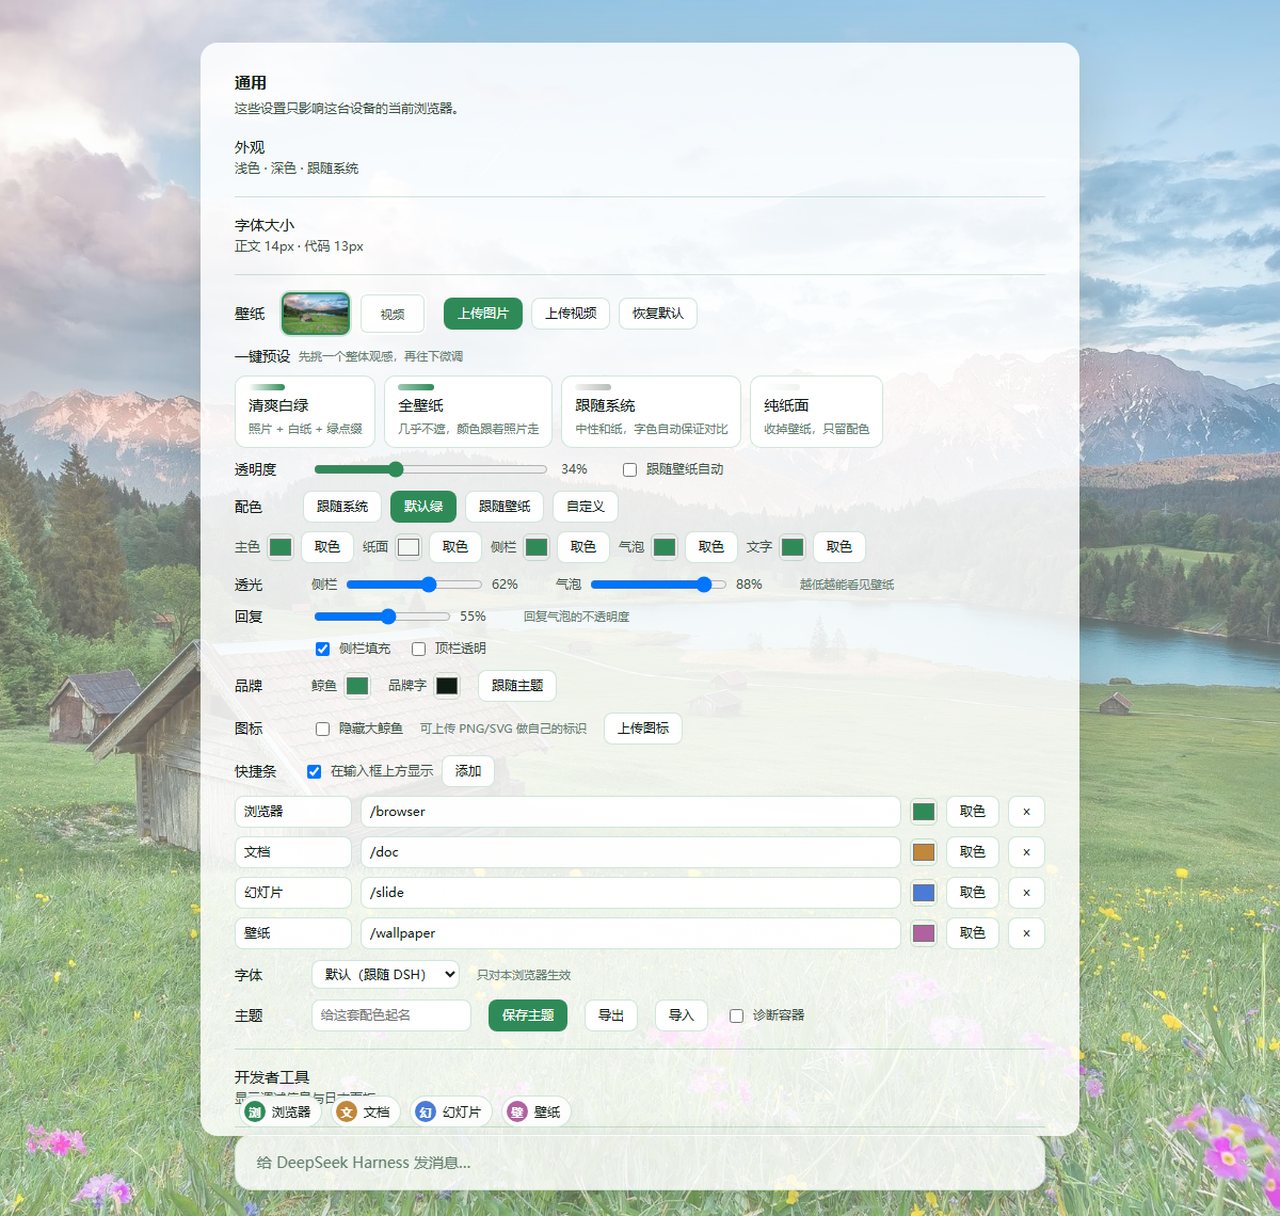 通用
这些设置只影响这台设备的当前浏览器。
外观
浅色 · 深色 · 跟随系统
字体大小
正文 14px · 代码 13px
壁纸 视频 上传图片 上传视频 恢复默认
一键预设 先挑一个整体观感，再往下微调
清爽白绿 全壁纸 跟随系统 纯纸面
照片 + 白纸 + 绿点缀 几乎不遮，颜色跟着照片走 中性和纸，字色自动保证对比 收掉壁纸，只留配色
透明度 34% 跟随壁纸自动
配色 跟随系统 默认绿 跟随壁纸 自定义
主色 取色 纸面 取色 侧栏 取色 气泡 取色 文字 取色
透光 侧栏 62% 气泡 88% 越低越能看见壁纸
回复 55% 回复气泡的不透明度
侧栏填充 顶栏透明
品牌 鲸鱼 品牌字 跟随主题
图标 隐藏大鲸鱼 可上传 PNG/SVG 做自己的标识 上传图标
快捷条 在输入框上方显示 添加
浏览器 /browser 取色 ×
文档 /doc 取色 ×
幻灯片 /slide 取色 ×
壁纸 /wallpaper 取色 ×
字体 默认（跟随 DSH） 只对本浏览器生效
主题 给这套配色起名 保存主题 导出 导入 诊断容器
开发者工具
显示调试信息与日志面板
浏 浏览器 文 文档 幻 幻灯片 壁 壁纸
给 DeepSeek Harness 发消息...